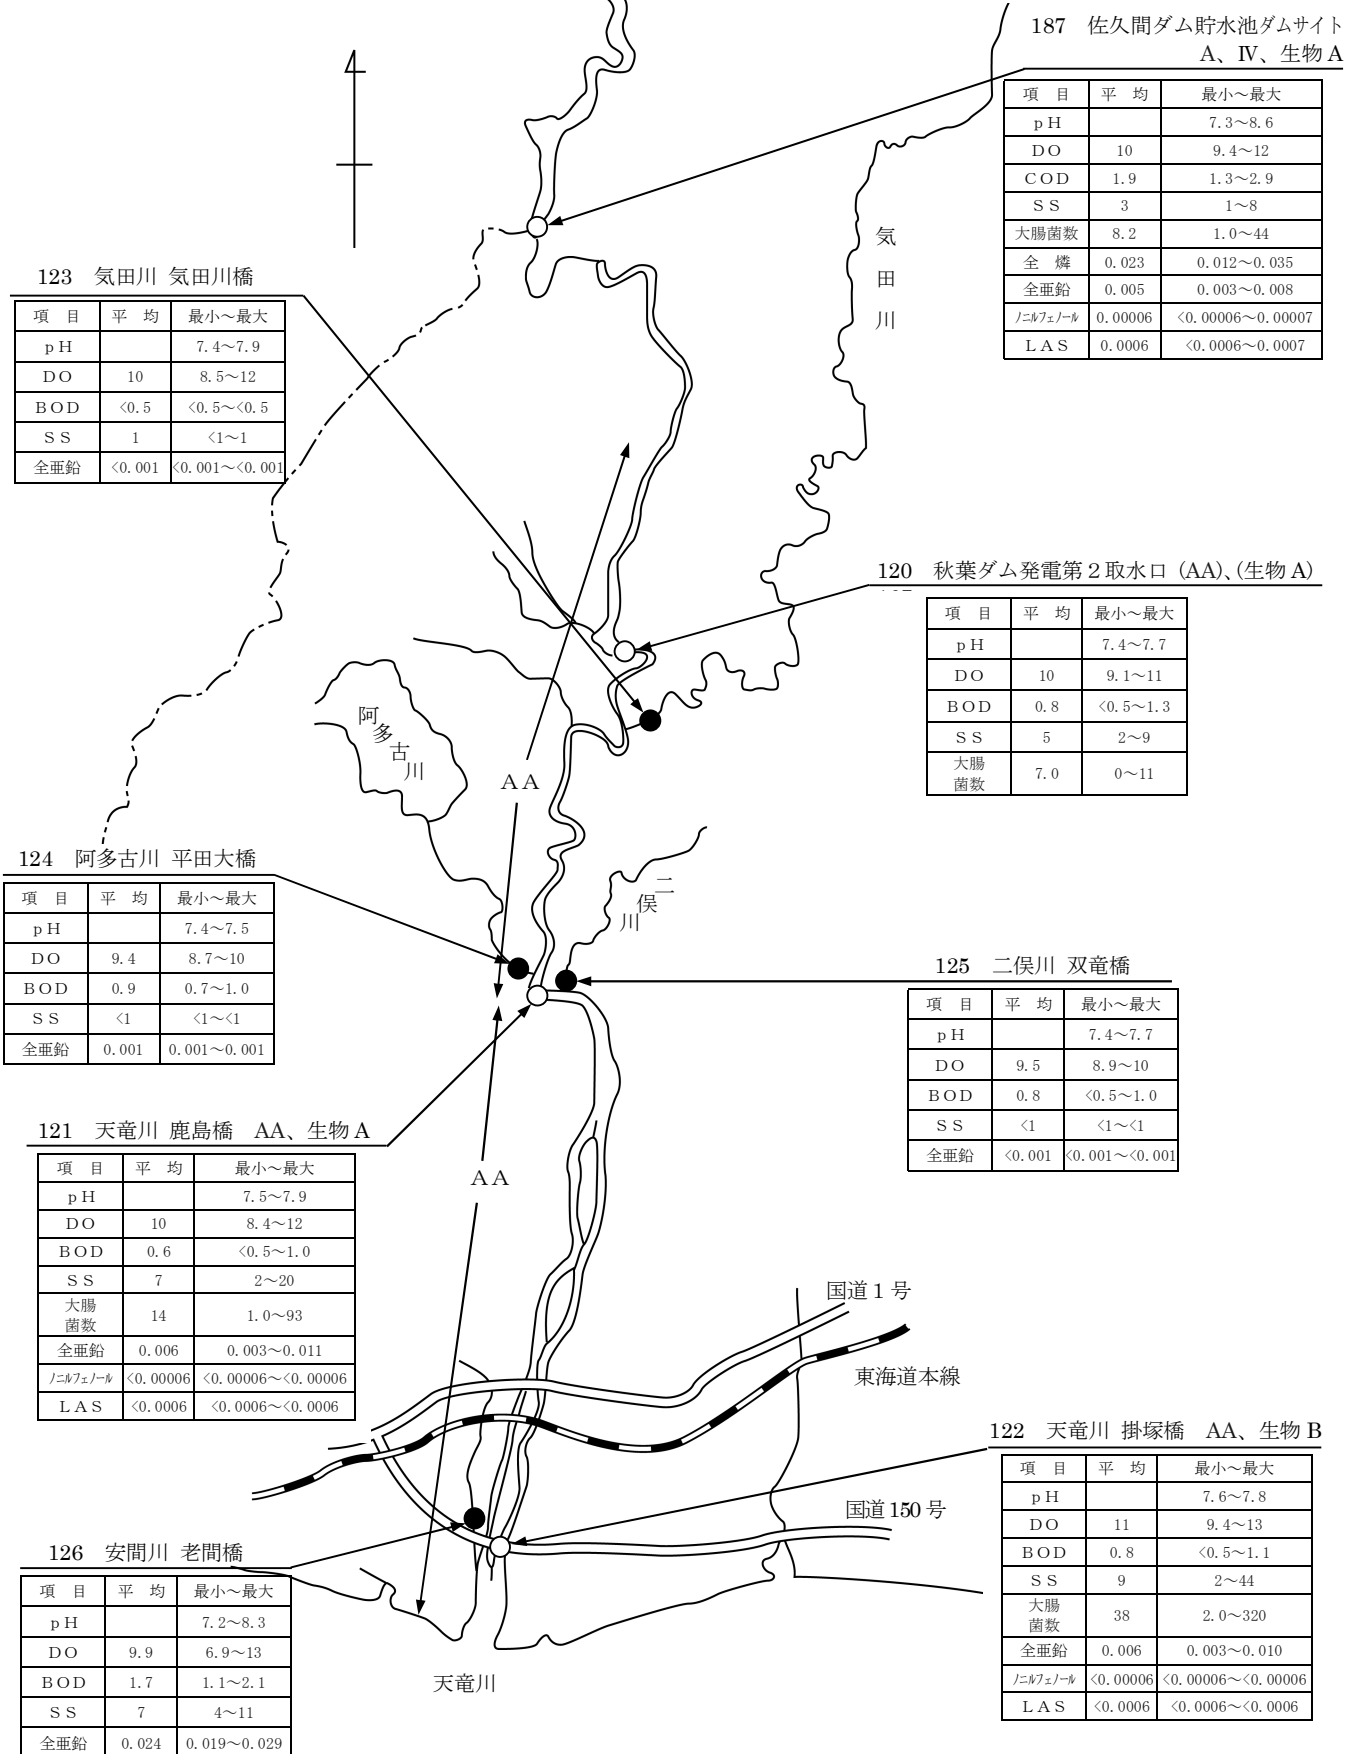 187 佐久間ダム貯水池ダムサイト
A、Ⅳ、生物 A
項 目 平 均 最小～最大
pH 7.3～8.6
DO 10 9.4～12
COD 1.9 1.3～2.9
SS 3 1～8
大腸菌数 8.2 1.0～44
全 燐 0.023 0.012～0.035
全亜鉛 0.005 0.003～0.008
ﾉﾆﾙﾌｪﾉｰﾙ 0.00006 <0.00006～0.00007
LAS 0.0006 <0.0006～0.0007
気
田
川
123 気田川 気田川橋
項 目 平 均 最小～最大
pH 7.4～7.9
DO 10 8.5～12
BOD <0.5 <0.5～<0.5
SS 1 <1～1
全亜鉛 <0.001 <0.001～<0.001
120 秋葉ダム発電第２取水口 (AA)、(生物 A)
項 目 平 均 最小～最大
pH 7.4～7.7
DO 10 9.1～11
BOD 0.8 <0.5～1.3
SS 5 2～9
大腸
菌数 7.0 0～11
阿
多
古
川
AA
124 阿多古川 平田大橋
項 目 平 均 最小～最大
pH 7.4～7.5
DO 9.4 8.7～10
BOD 0.9 0.7～1.0
SS <1 <1～<1
全亜鉛 0.001 0.001～0.001
二
俣
川
125 二俣川 双竜橋
項 目 平 均 最小～最大
pH 7.4～7.7
DO 9.5 8.9～10
BOD 0.8 <0.5～1.0
SS <1 <1～<1
全亜鉛 <0.001 <0.001～<0.001
121 天竜川 鹿島橋 AA、生物 A
項 目 平 均 最小～最大
pH 7.5～7.9
DO 10 8.4～12
BOD 0.6 <0.5～1.0
SS 7 2～20
大腸
菌数 14 1.0～93
全亜鉛 0.006 0.003～0.011
ﾉﾆﾙﾌｪﾉｰﾙ <0.00006 <0.00006～<0.00006
LAS <0.0006 <0.0006～<0.0006
AA
国道１号
東海道本線
122 天竜川 掛塚橋 AA、生物 B
項 目 平 均 最小～最大
pH 7.6～7.8
DO 11 9.4～13
BOD 0.8 <0.5～1.1
SS 9 2～44
大腸
菌数 38 2.0～320
全亜鉛 0.006 0.003～0.010
ﾉﾆﾙﾌｪﾉｰﾙ <0.00006 <0.00006～<0.00006
LAS <0.0006 <0.0006～<0.0006
国道 150 号
126 安間川 老間橋
項 目 平 均 最小～最大
pH 7.2～8.3
DO 9.9 6.9～13
BOD 1.7 1.1～2.1
SS 7 4～11
全亜鉛 0.024 0.019～0.029
天竜川